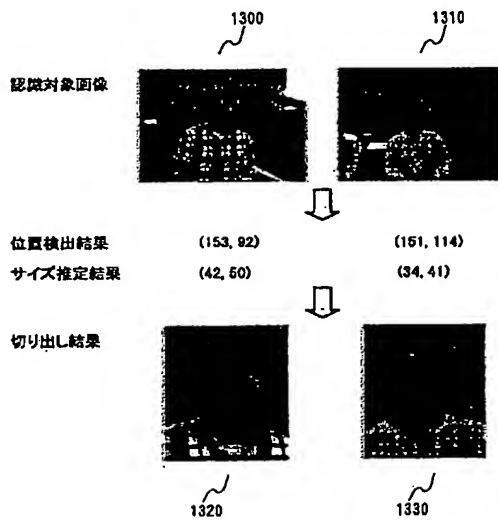 1300 1310
認識対象画像
位置検出結果 (153, 92) (151, 114)
サイズ推定結果 (42, 50) (34, 41)
切り出し結果
1320 1330